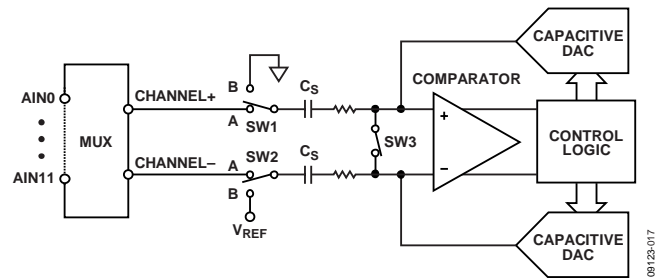 CAPACITIVE
DAC
B
CHANNEL+
CS
COMPARATOR
AIN0
A
SW1
+
MUX
SW3
CONTROL
LOGIC
CHANNEL–
SW2
CS
AIN11
A
–
B
VREF
CAPACITIVE
DAC
09123-017